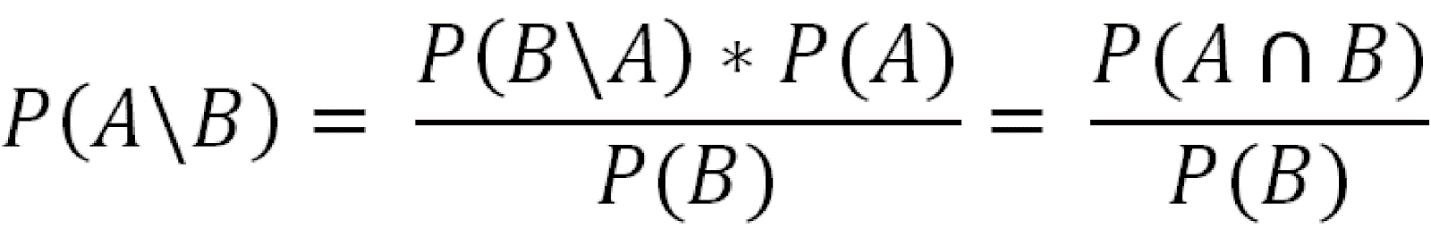 P(A\B) = P(B\A) * P(A) / P(B) = P(A ∩ B) / P(B)